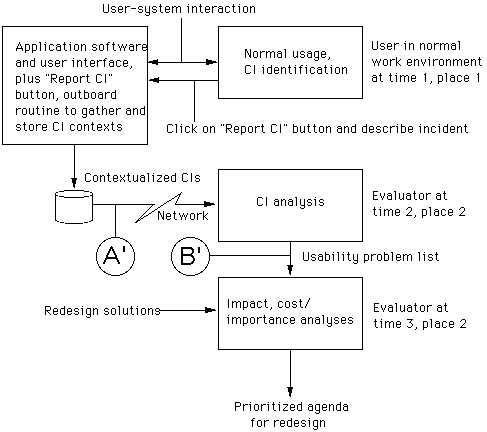 User-system interaction
Application software
and user interface,
plus "Report CI"
button, outboard
routine to gather and
store CI contexts
Normal usage,
CI identification
User in normal
work environment
at time 1, place 1
Click on "Report CI" button and describe incident
Contextualized CIs
Network
CI analysis
Evaluator at
time 2, place 2
A'
B'
Usability problem list
Redesign solutions
Impact, cost/
importance analyses
Evaluator at
time 3, place 2
Prioritized agenda
for redesign